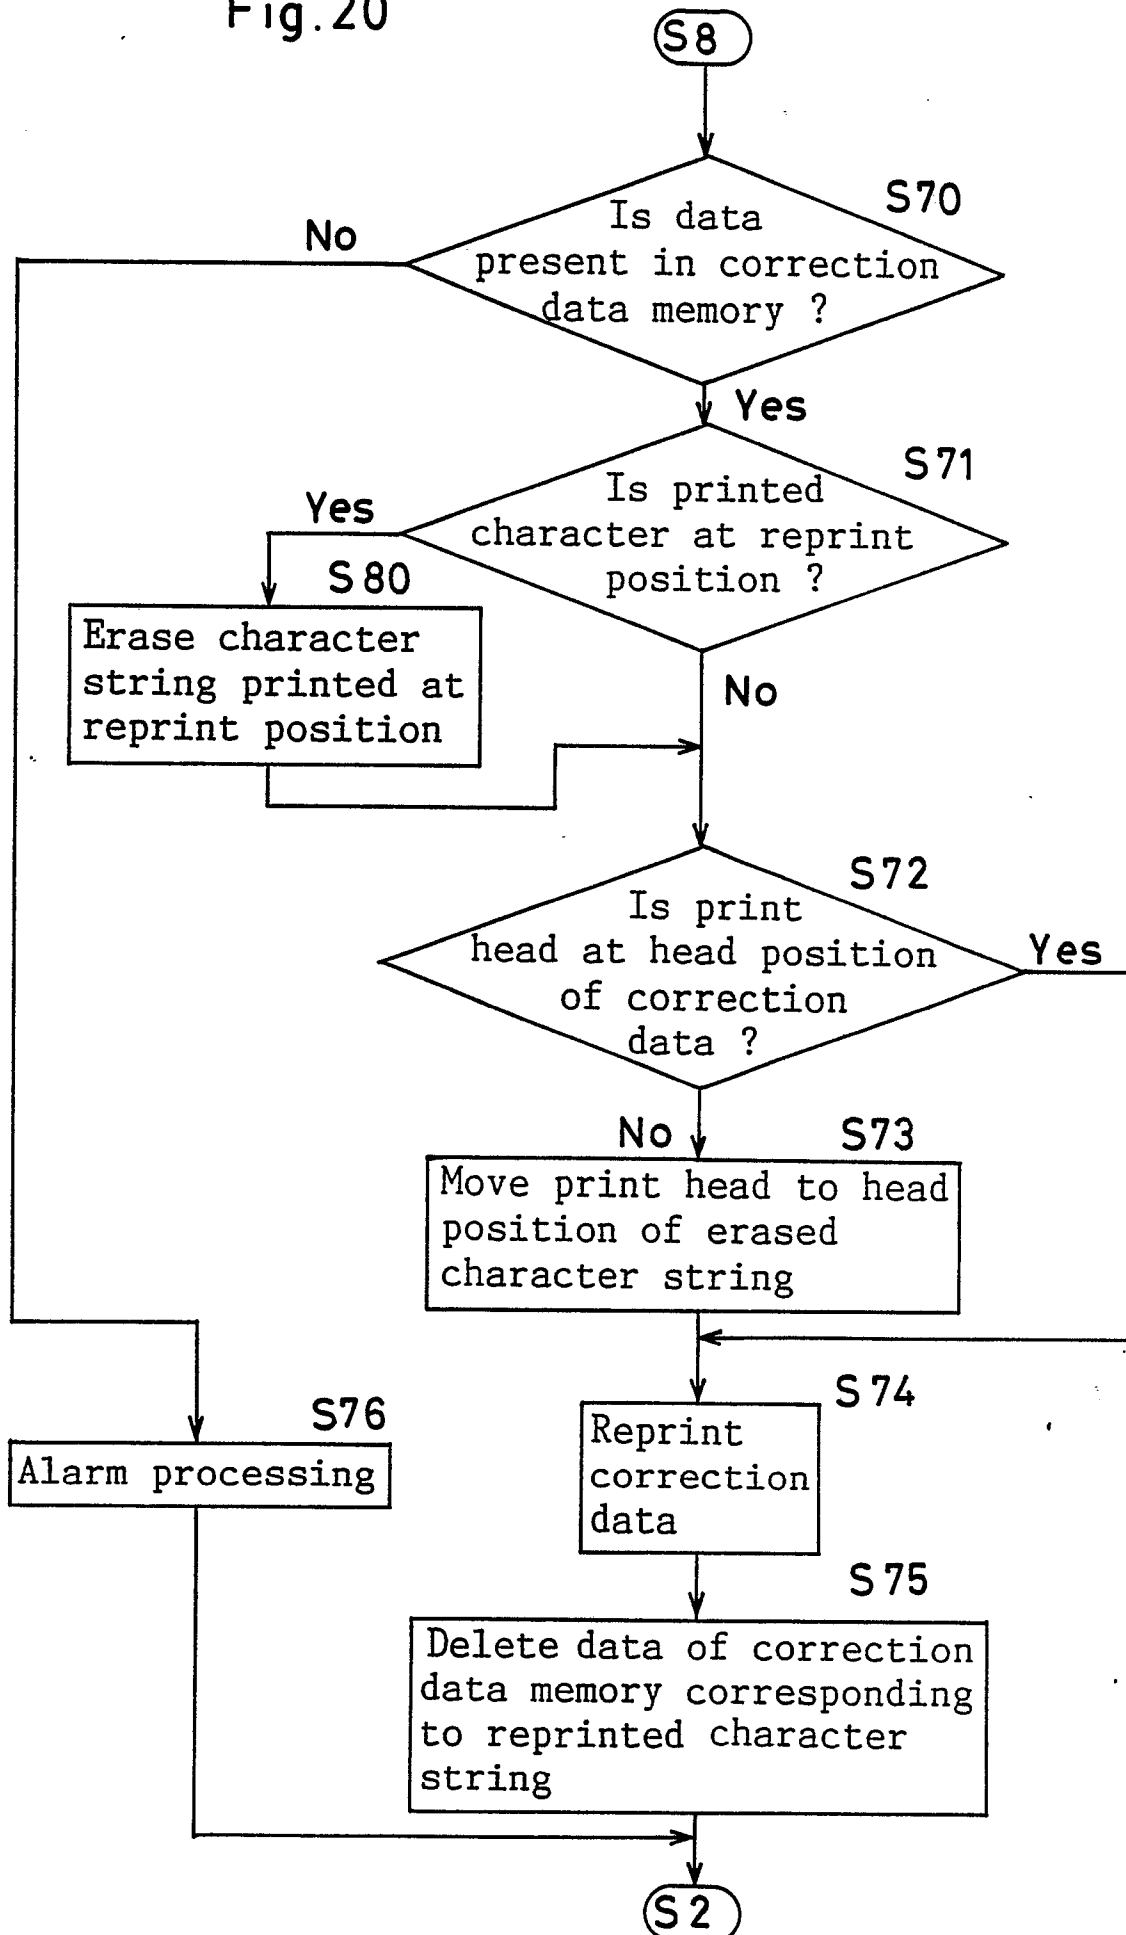 Fig.20
S8
S70
Is data
present in correction
data memory ?
No
Yes
S71
Is printed
character at reprint
position ?
Yes
S80
Erase character
string printed at
reprint position
No
S72
Is print
head at head position
of correction
data ?
Yes
No
S73
Move print head to head
position of erased
character string
S74
Reprint
correction
data
S76
Alarm processing
S75
Delete data of correction
data memory corresponding
to reprinted character
string
S2